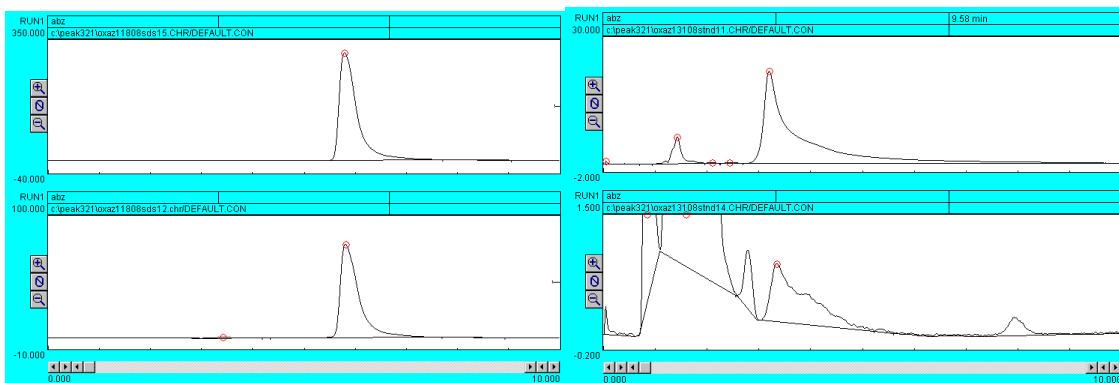 RUN1 abz
350.000 c:\peak321\oxaz11808sds15.CHR/DEFAULT.CON
-40.000
RUN1 abz
100.000 c:\peak321\oxaz11808sds12.chr/DEFAULT.CON
-10.000
0.000 10.000
RUN1 abz 9.58 min
30.000 c:\peak321\oxaz13108stnd11.CHR/DEFAULT.CON
-2.000
RUN1 abz
1.500 c:\peak321\oxaz13108stnd14.CHR/DEFAULT.CON
-0.200
0.000 10.000